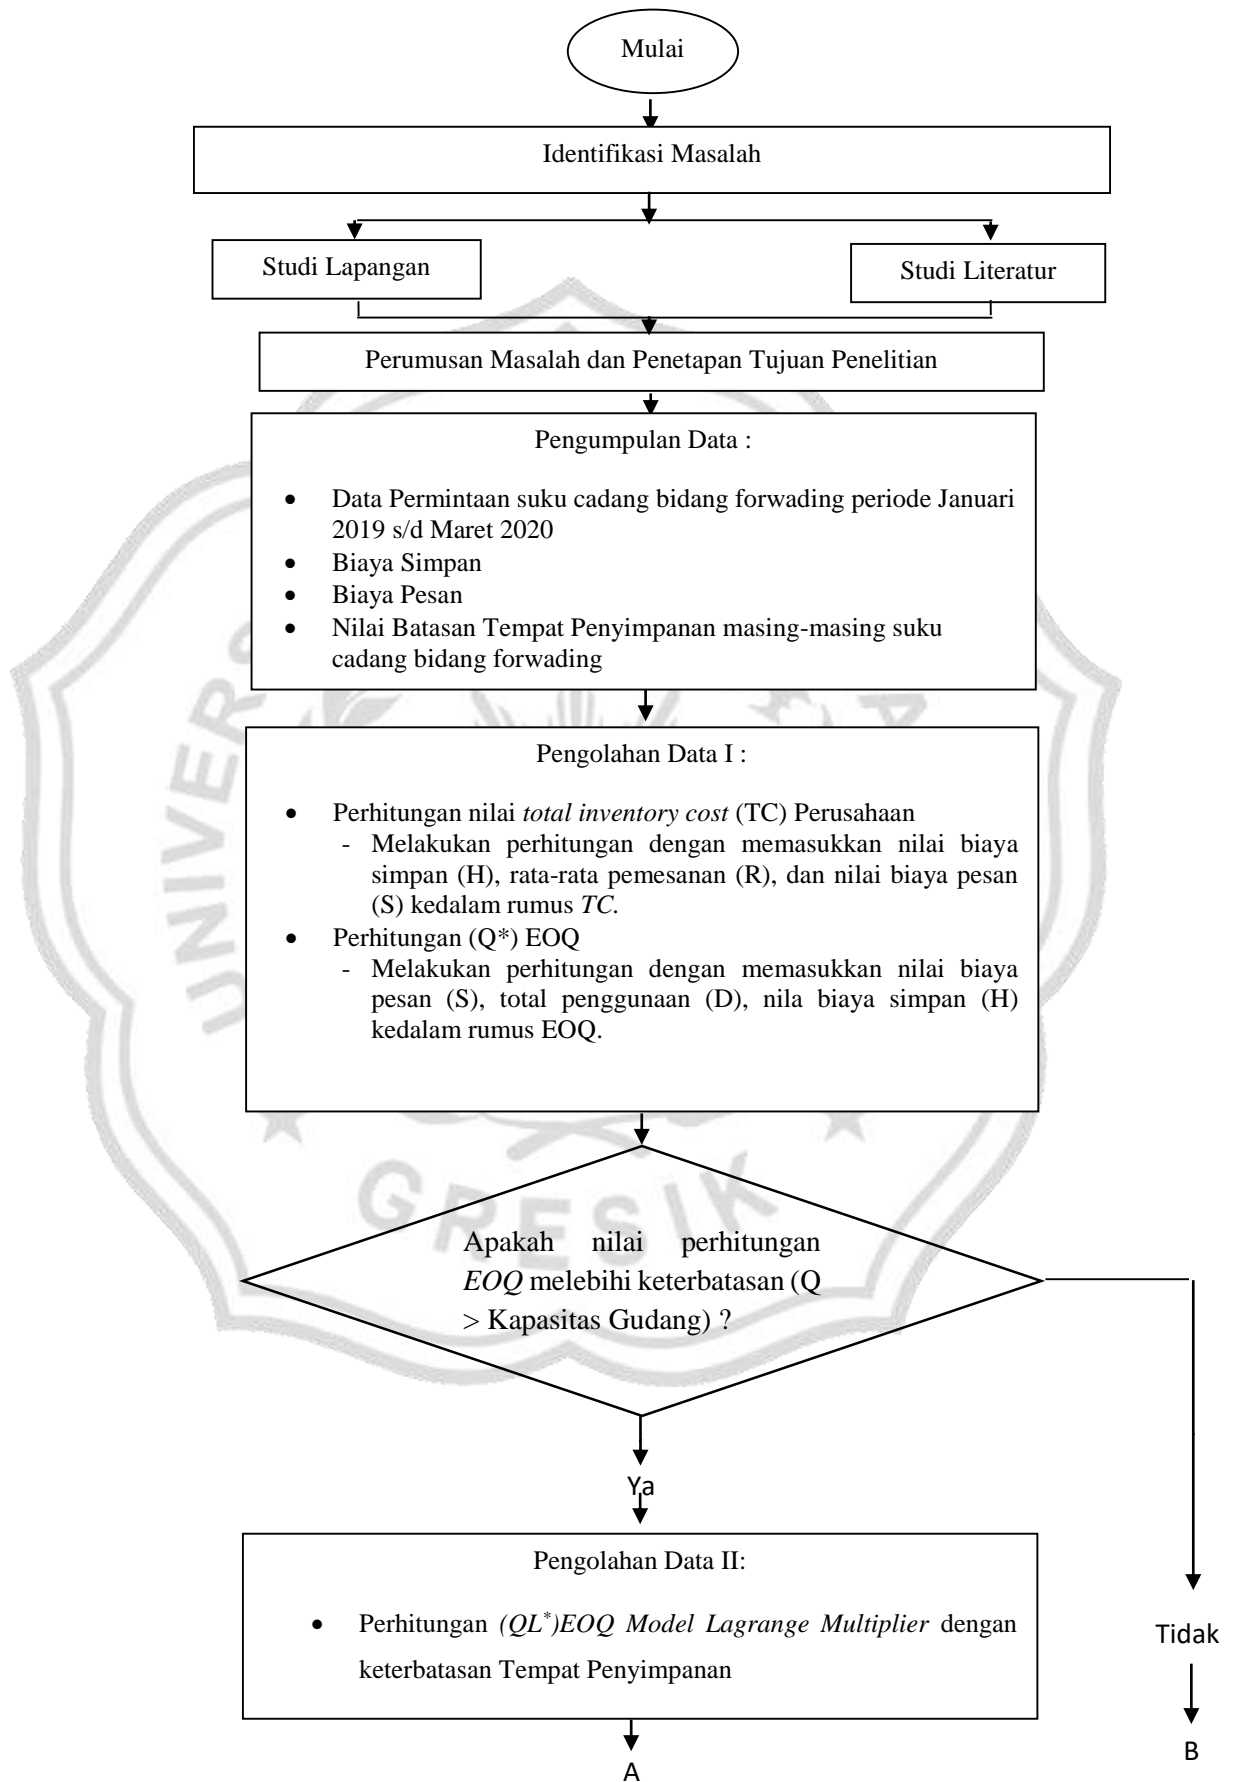 Mulai
Identifikasi Masalah
Studi Lapangan
Studi Literatur
Perumusan Masalah dan Penetapan Tujuan Penelitian
Pengumpulan Data :
• Data Permintaan suku cadang bidang forwading periode Januari
2019 s/d Maret 2020
• Biaya Simpan
• Biaya Pesan
• Nilai Batasan Tempat Penyimpanan masing-masing suku
cadang bidang forwading
Pengolahan Data I :
• Perhitungan nilai total inventory cost (TC) Perusahaan
- Melakukan perhitungan dengan memasukkan nilai biaya
simpan (H), rata-rata pemesanan (R), dan nilai biaya pesan
(S) kedalam rumus TC.
• Perhitungan (Q*) EOQ
- Melakukan perhitungan dengan memasukkan nilai biaya
pesan (S), total penggunaan (D), nila biaya simpan (H)
kedalam rumus EOQ.
GRESIK
Apakah nilai perhitungan
EOQ melebihi keterbatasan (Q
> Kapasitas Gudang) ?
Ya
Pengolahan Data II:
• Perhitungan (QL*)EOQ Model Lagrange Multiplier dengan
keterbatasan Tempat Penyimpanan
Tidak
A
B